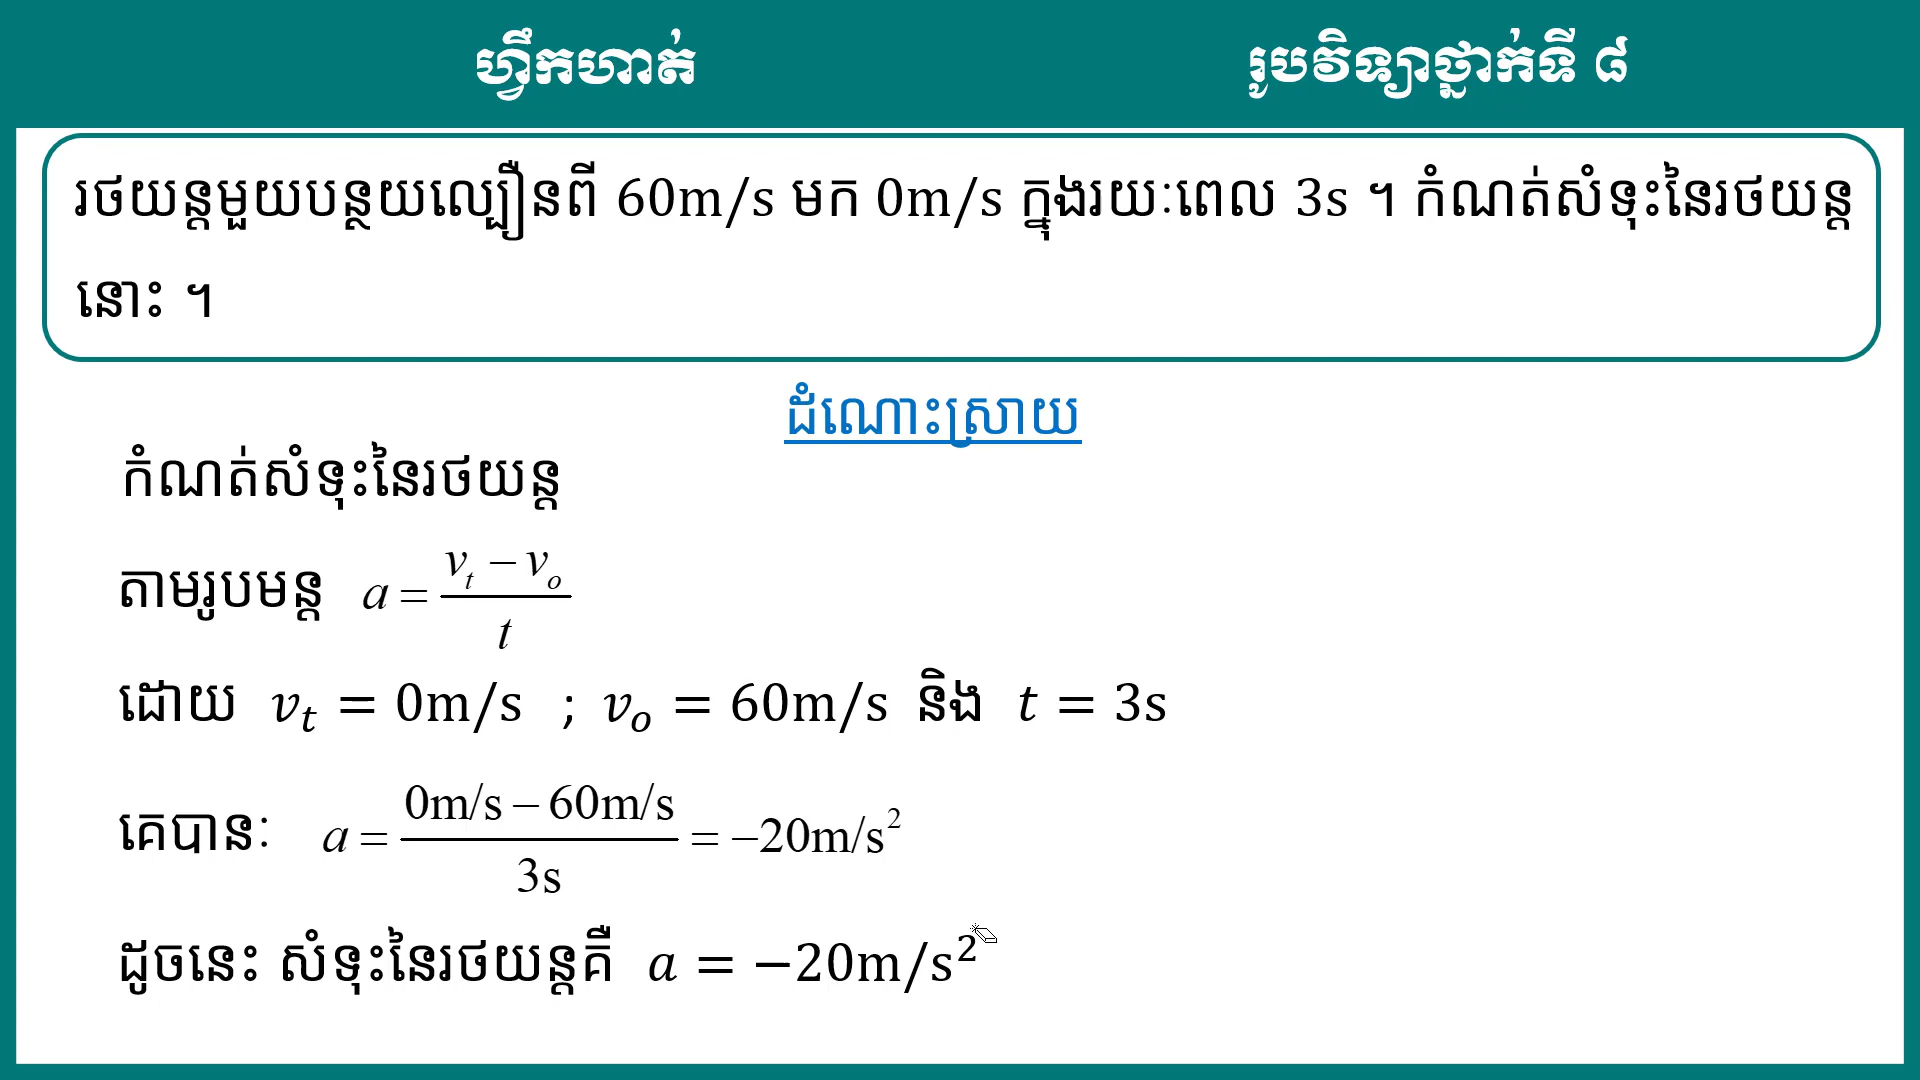 ហ្វឹកហាត់ រូបវិទ្យាថ្នាក់ទី ៨
រថយន្តមួយបន្ថយល្បឿនពី 60m/s មក 0m/s ក្នុងរយៈពេល 3s ។ កំណត់សំទុះនៃរថយន្ត
នោះ ។
ដំណោះស្រាយ
កំណត់សំទុះនៃរថយន្ត
តាមរូបមន្ត a = (v_t − v_o) / t
ដោយ v_t = 0m/s ; v_o = 60m/s និង t = 3s
គេបានៈ a = (0m/s − 60m/s) / 3s = −20m/s²
ដូចនេះ សំទុះនៃរថយន្តគឺ a = −20m/s²